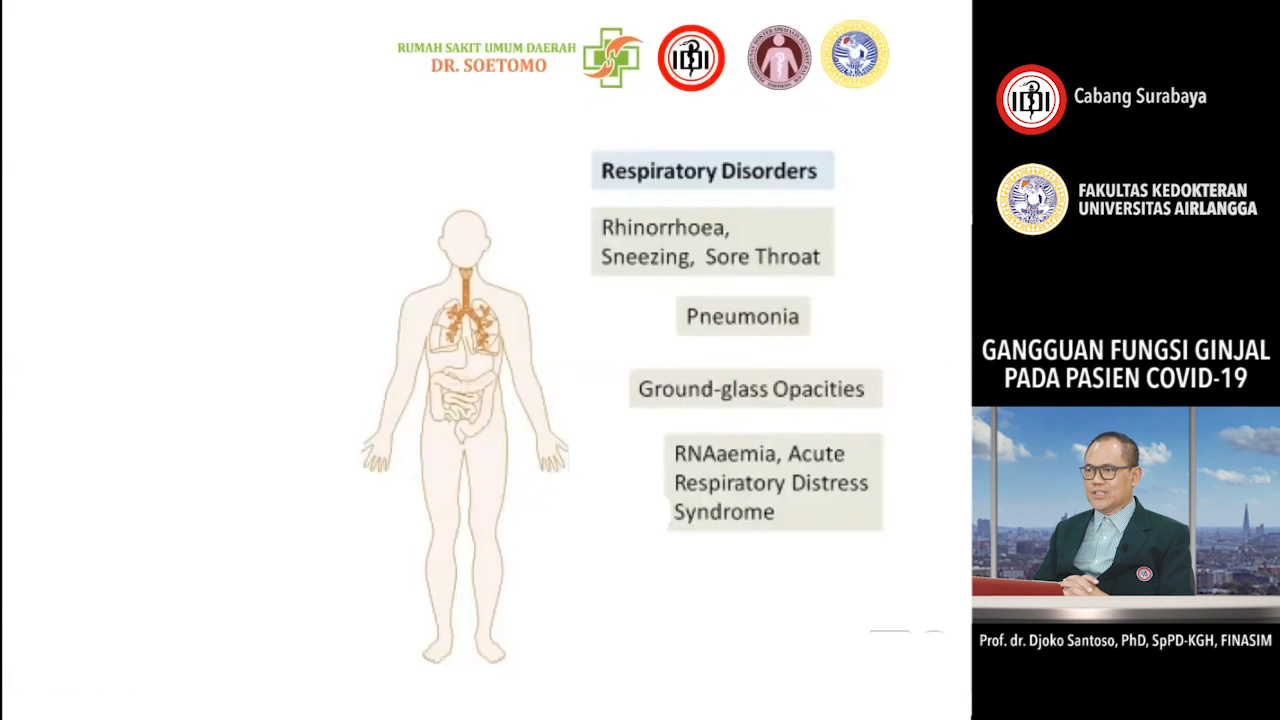 RUMAH SAKIT UMUM DAERAH
DR. SOETOMO
IDI
Respiratory Disorders
Rhinorrhoea,
Sneezing, Sore Throat
Pneumonia
Ground-glass Opacities
RNAaemia, Acute
Respiratory Distress
Syndrome
IDI
Cabang Surabaya
FAKULTAS KEDOKTERAN
UNIVERSITAS AIRLANGGA
GANGGUAN FUNGSI GINJAL
PADA PASIEN COVID-19
Prof. dr. Djoko Santoso, PhD, SpPD-KGH, FINASIM